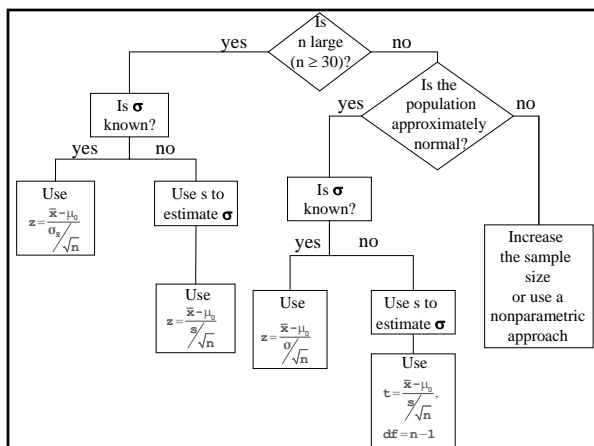 Is
n large
(n ≥ 30)?
yes
no
Is σ
known?
yes
no
Use
z = x̄−μ₀
σₓ/√n
Use s to
estimate σ
Use
z = x̄−μ₀
s/√n
Is the
population
approximately
normal?
yes
no
Is σ
known?
yes
no
Use
z = x̄−μ₀
σ/√n
Use s to
estimate σ
Use
t = x̄−μ₀,
s/√n
df = n−1
Increase
the sample
size
or use a
nonparametric
approach